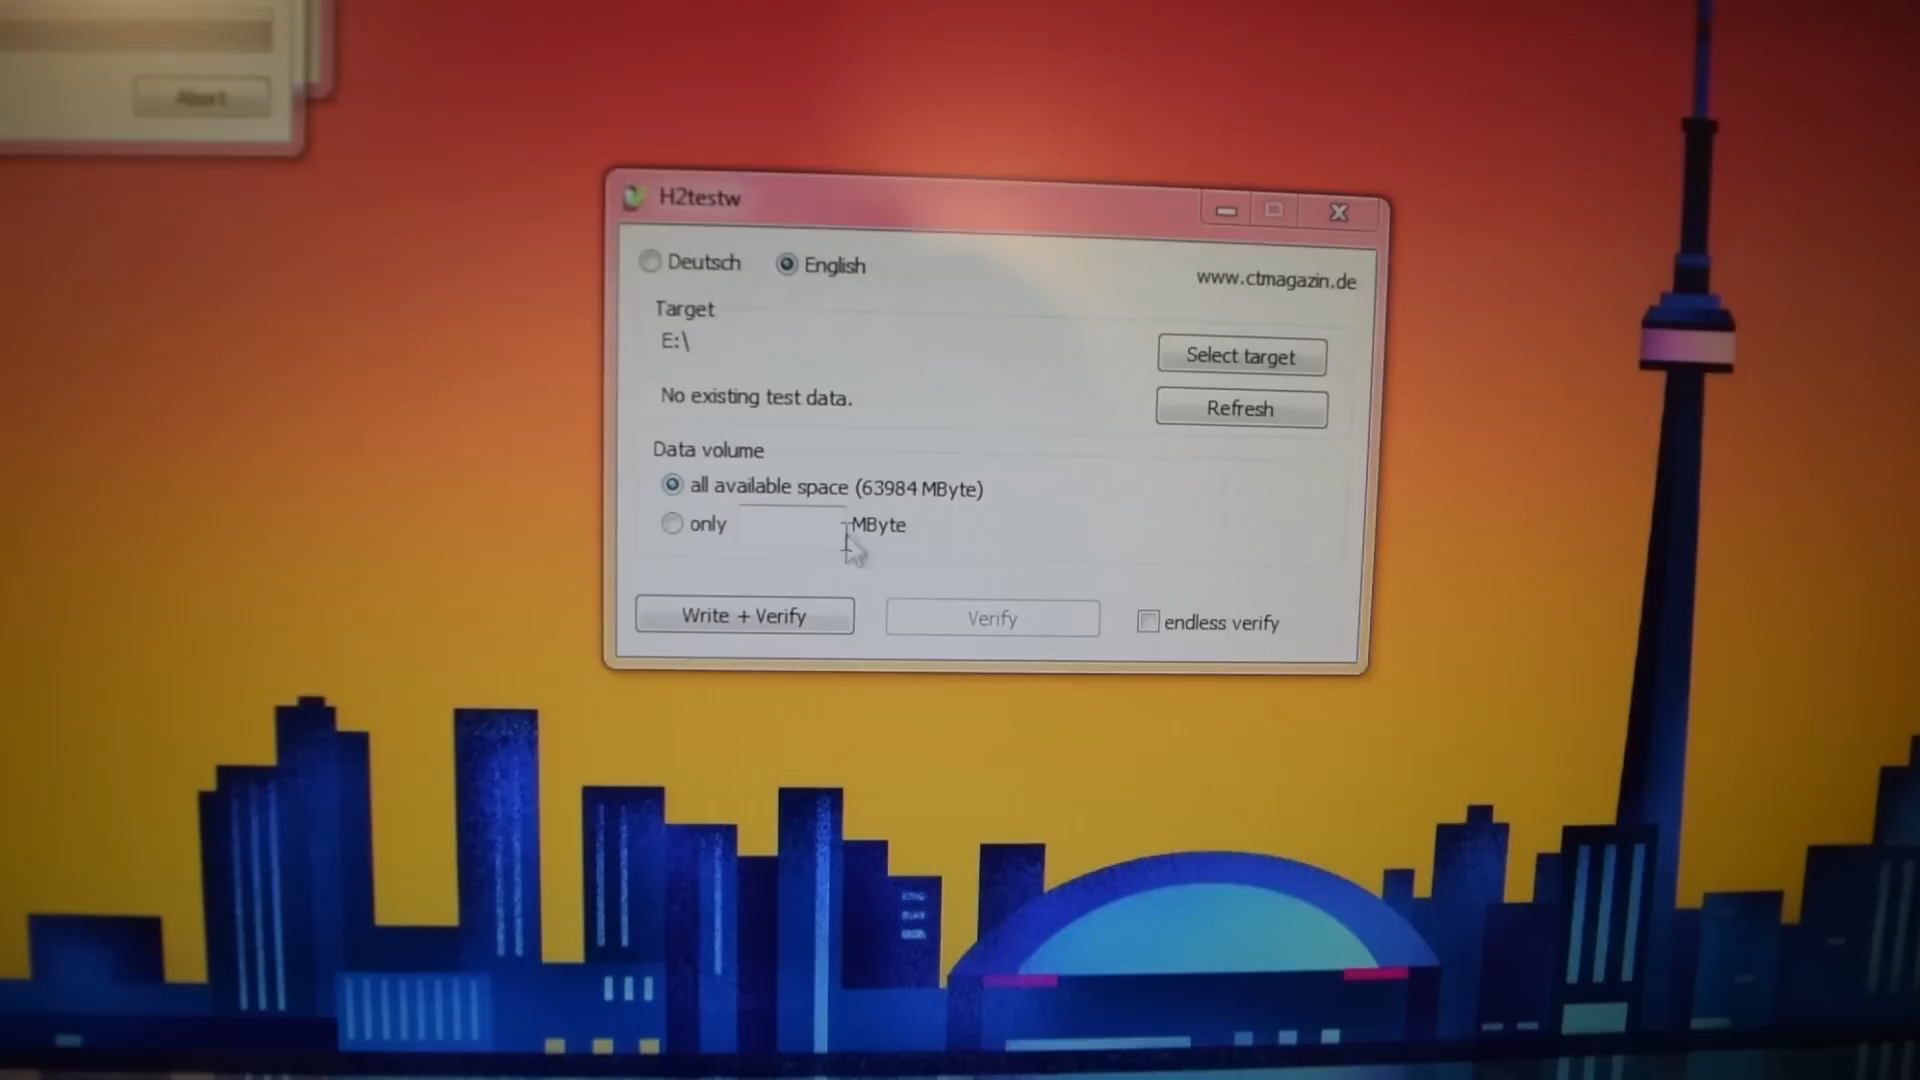 Abort
H2testw
Deutsch English
www.ctmagazin.de
Target
E:\
Select target
No existing test data.
Refresh
Data volume
all available space (63984 MByte)
only MByte
Write + Verify Verify endless verify